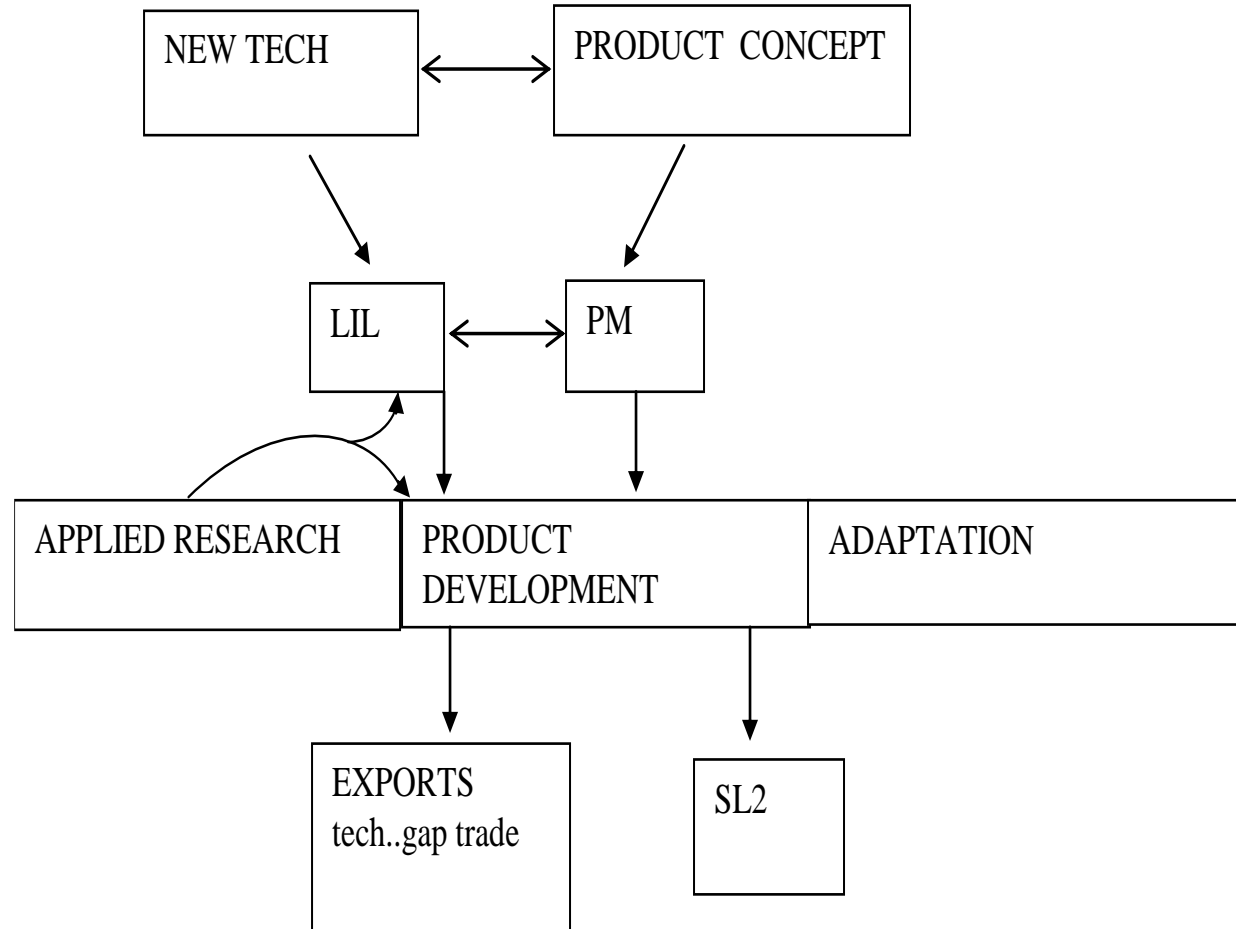 NEW TECH
PRODUCT CONCEPT
LIL
PM
APPLIED RESEARCH
PRODUCT
DEVELOPMENT
ADAPTATION
EXPORTS
tech..gap trade
SL2